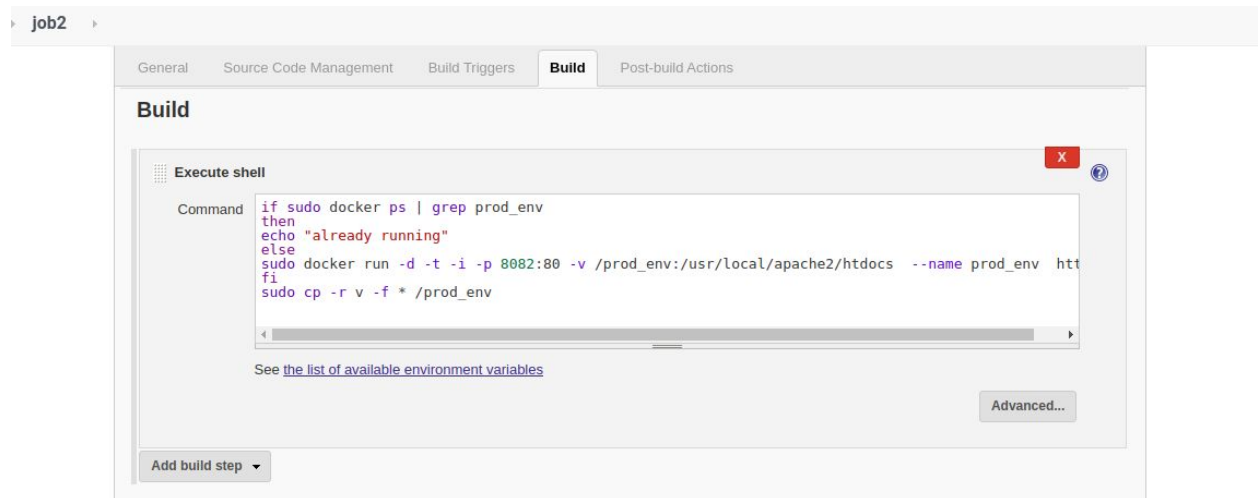 job2
General Source Code Management Build Triggers Build Post-build Actions
Build
X
Execute shell
Command
if sudo docker ps | grep prod_env
then
echo "already running"
else
sudo docker run -d -t -i -p 8082:80 -v /prod_env:/usr/local/apache2/htdocs  --name prod_env  htt
fi
sudo cp -r v -f * /prod_env
See the list of available environment variables
Advanced...
Add build step